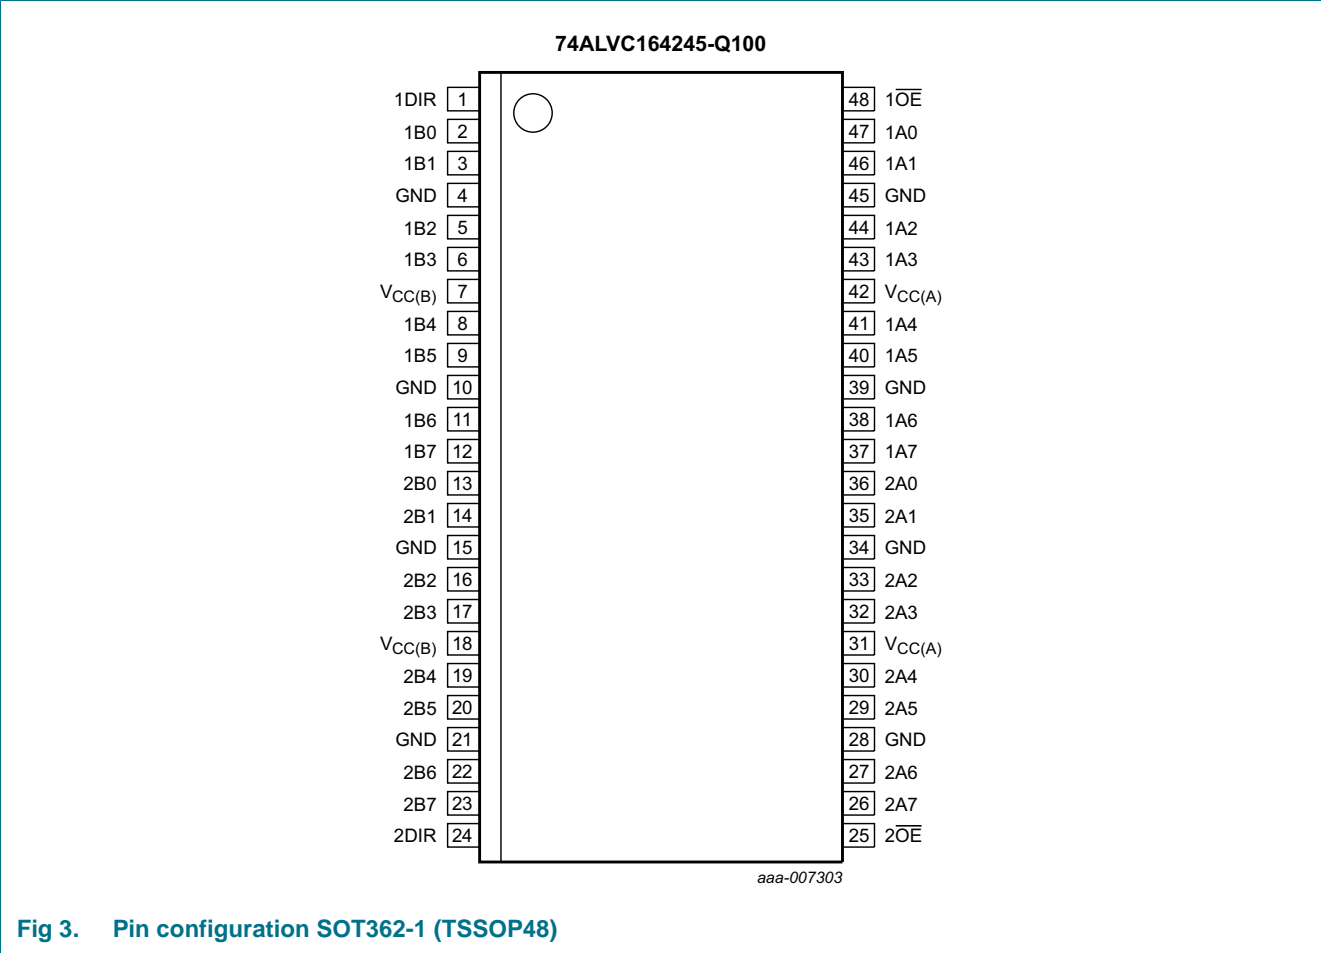 74ALVC164245-Q100
1DIR 1 48 1O̅E̅
1B0 2 47 1A0
1B1 3 46 1A1
GND 4 45 GND
1B2 5 44 1A2
1B3 6 43 1A3
VCC(B) 7 42 VCC(A)
1B4 8 41 1A4
1B5 9 40 1A5
GND 10 39 GND
1B6 11 38 1A6
1B7 12 37 1A7
2B0 13 36 2A0
2B1 14 35 2A1
GND 15 34 GND
2B2 16 33 2A2
2B3 17 32 2A3
VCC(B) 18 31 VCC(A)
2B4 19 30 2A4
2B5 20 29 2A5
GND 21 28 GND
2B6 22 27 2A6
2B7 23 26 2A7
2DIR 24 25 2O̅E̅
aaa-007303
Fig 3. Pin configuration SOT362-1 (TSSOP48)